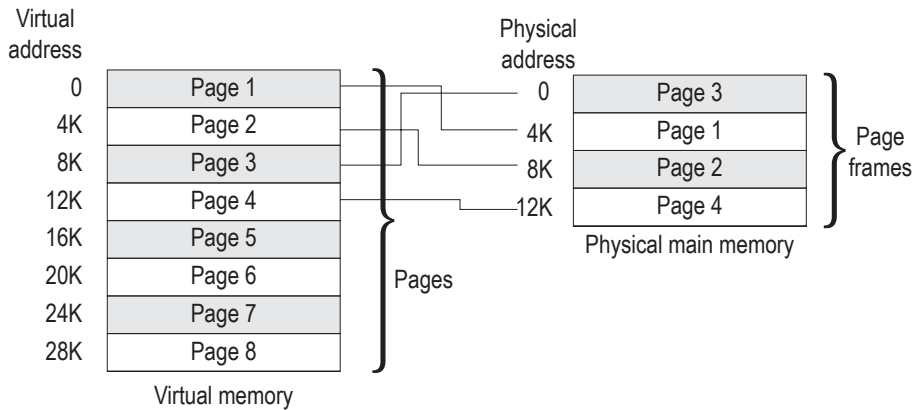 Virtual
address
0 Page 1
4K Page 2
8K Page 3
12K Page 4
16K Page 5
20K Page 6
24K Page 7
28K Page 8
Virtual memory
Pages
Physical
address
0 Page 3
4K Page 1
8K Page 2
12K Page 4
Physical main memory
Page
frames